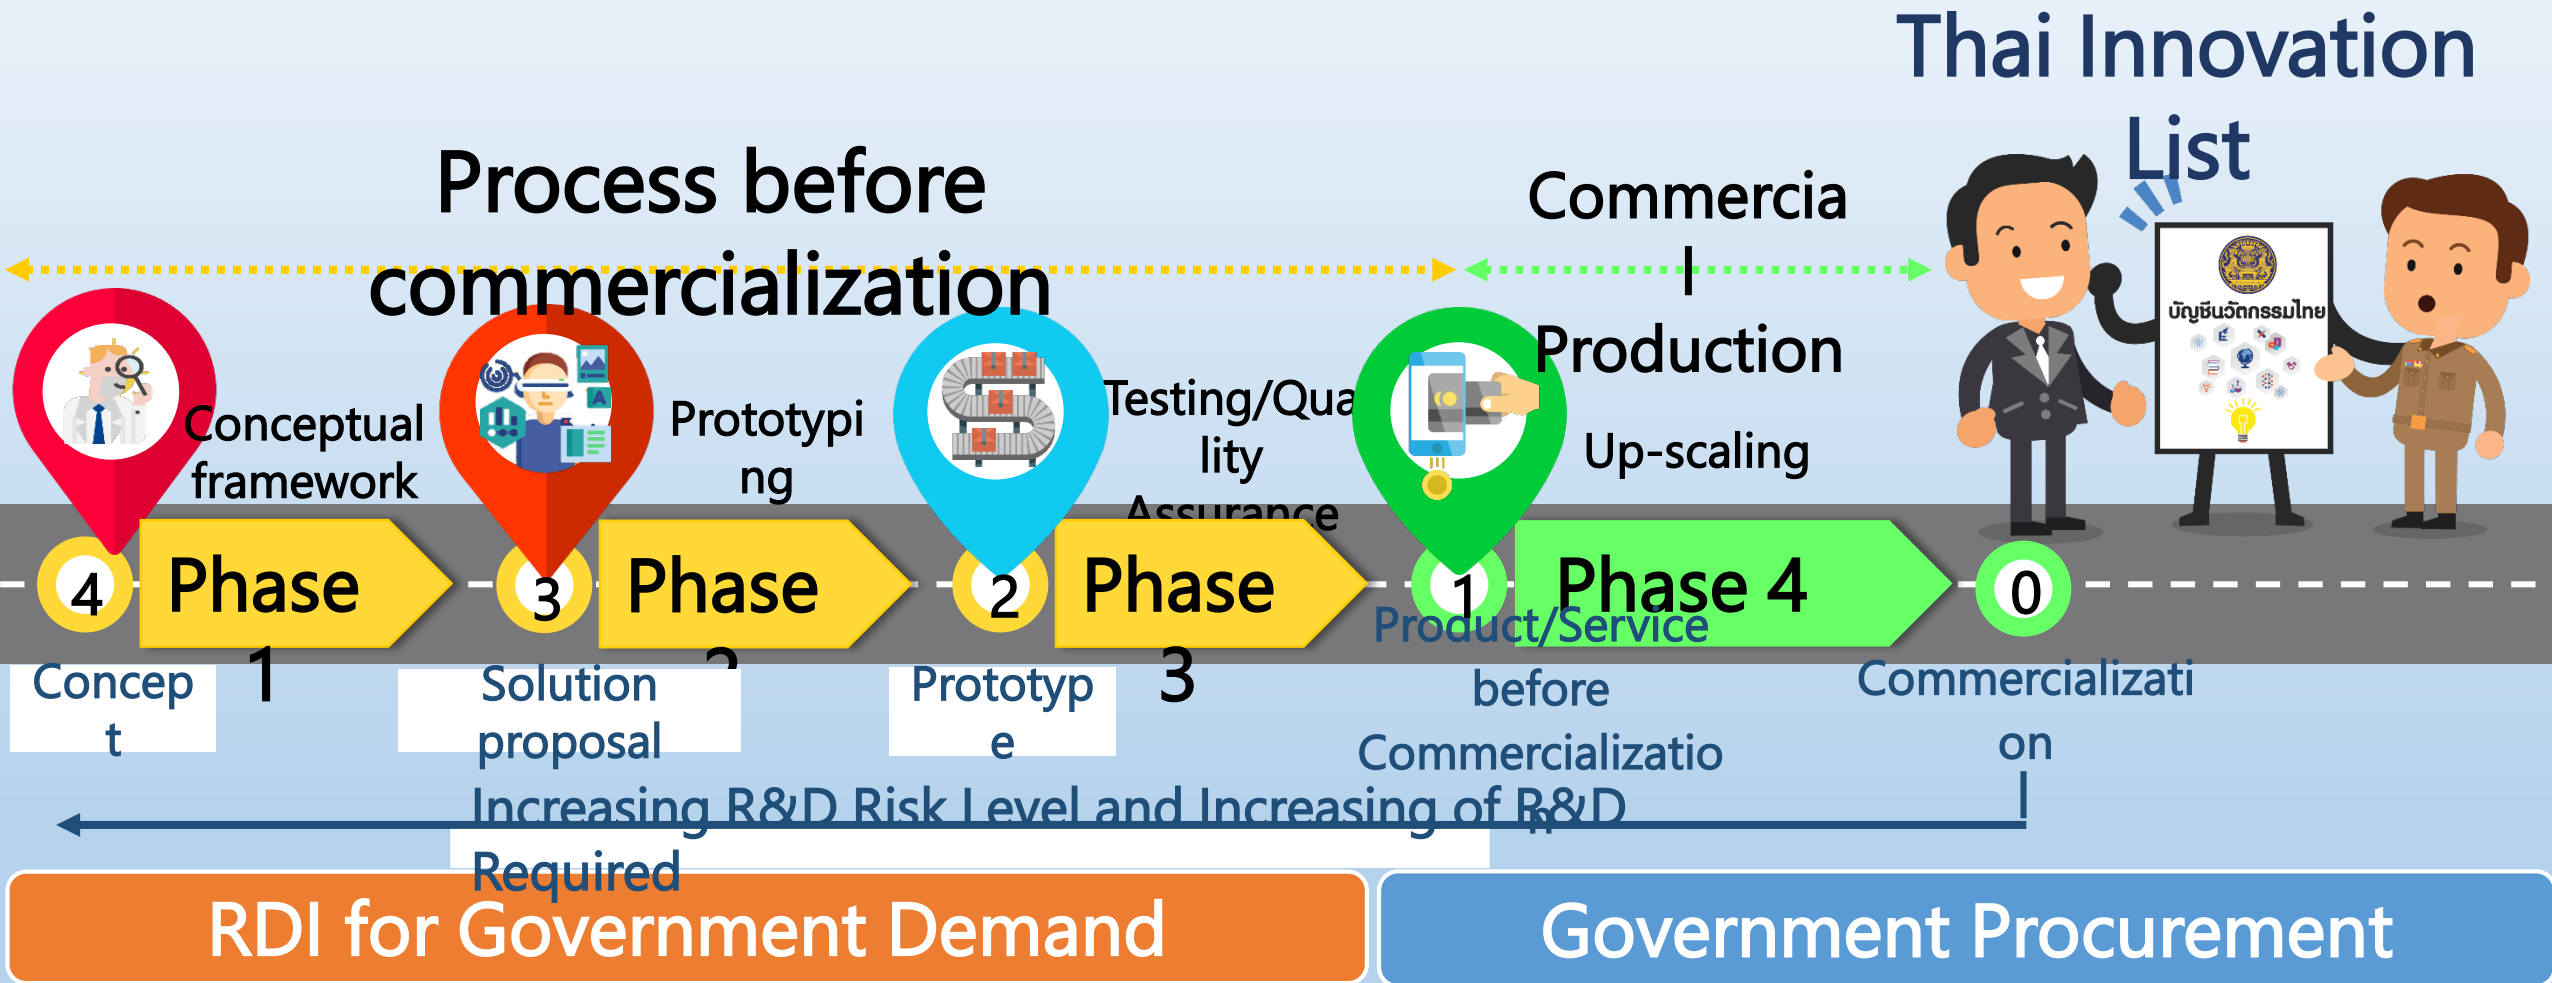 Thai Innovation
List
Process before
commercialization
Commercia
l
Production
Up-scaling
บัญชีนวัตกรรมไทย
Conceptual
framework
Prototypi
ng
Testing/Qua
lity
Assurance
4
Phase
1
3
Phase
2
2
Phase
3
1
Phase 4
0
Concep
t
Solution
proposal
Prototyp
e
Product/Service
before
Commercializatio
n
Commercializati
on
Increasing R&D Risk Level and Increasing of R&D
Required
RDI for Government Demand
Government Procurement